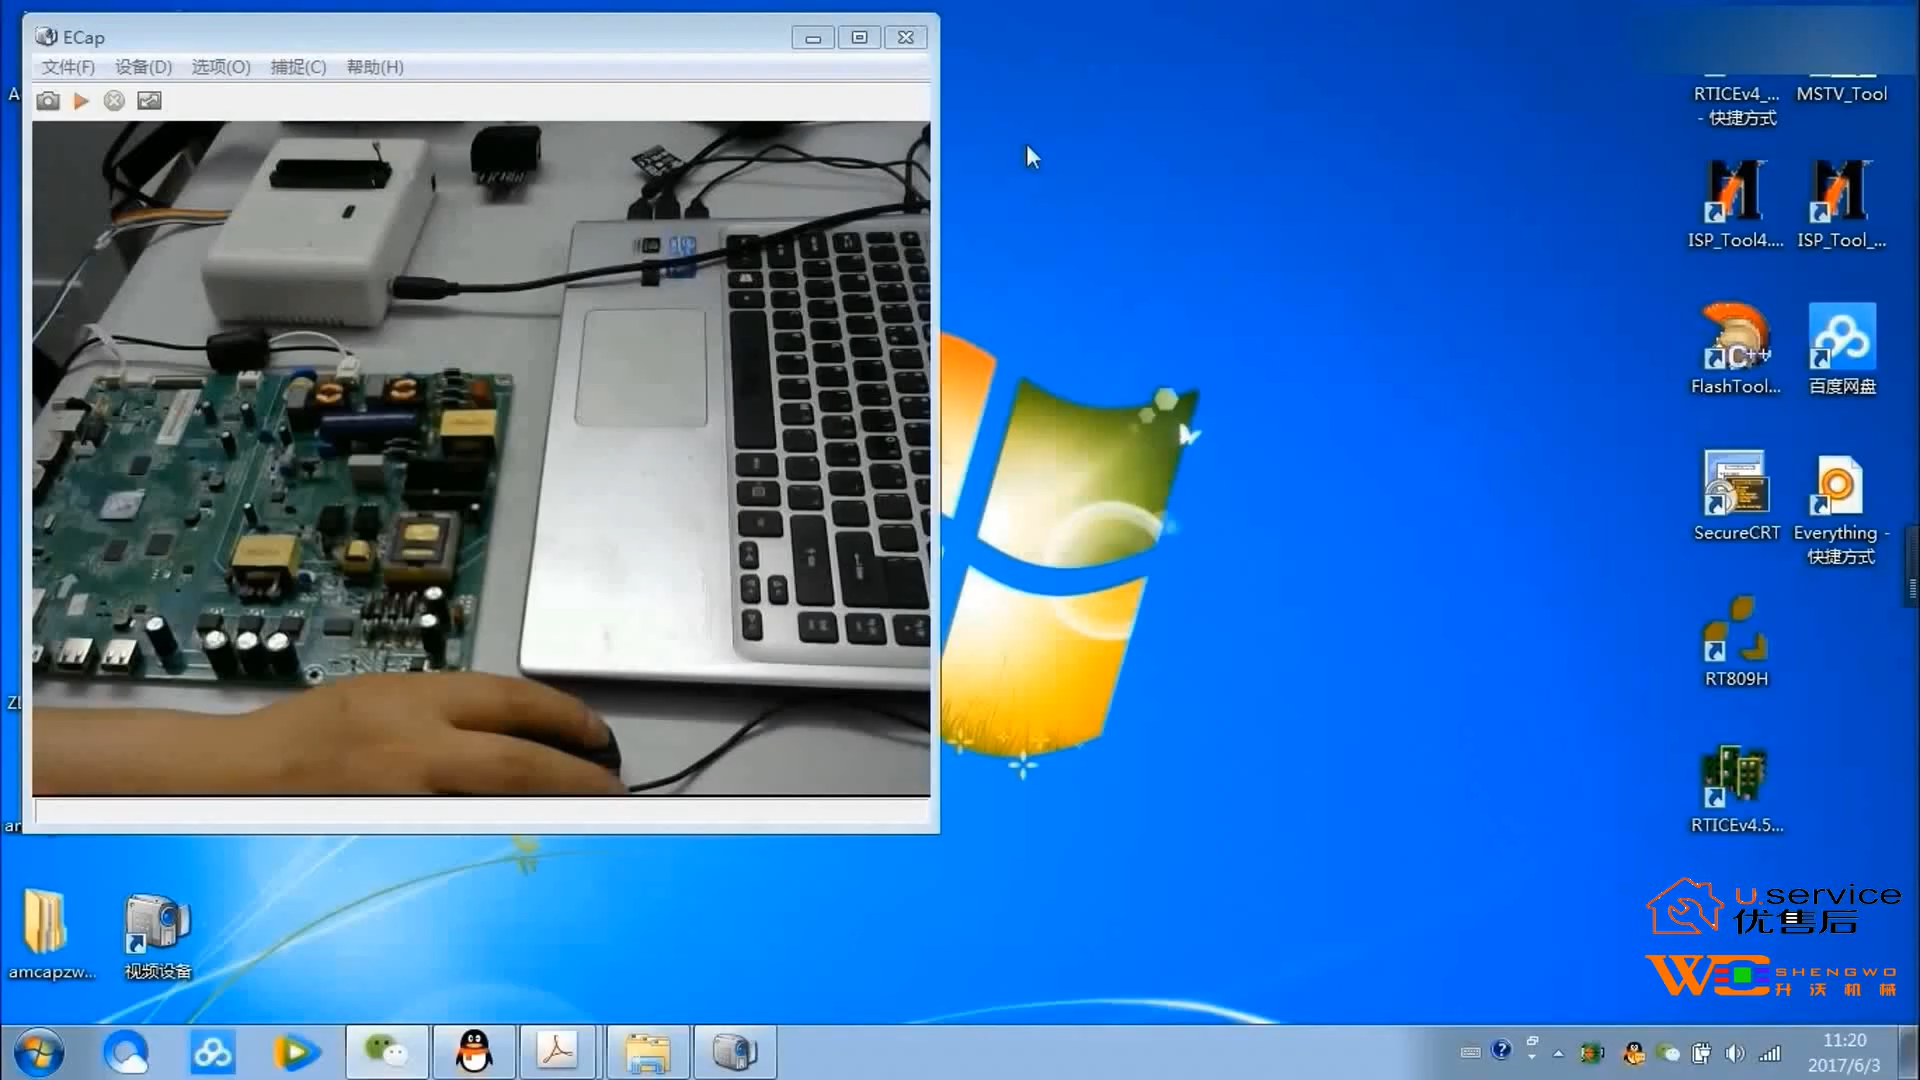 ECap
文件(F) 设备(D) 选项(O) 捕捉(C) 帮助(H)
A
ZL
ar
RTICEv4_...
- 快捷方式
MSTV_Tool
ISP_Tool4....
ISP_Tool_...
C++
FlashTool...
百度网盘
SecureCRT
Everything -
快捷方式
RT809H
RTICEv4.5...
amcapzw...
视频设备
U.service
优售后
SHENGWO
升沃机械
11:20
2017/6/3